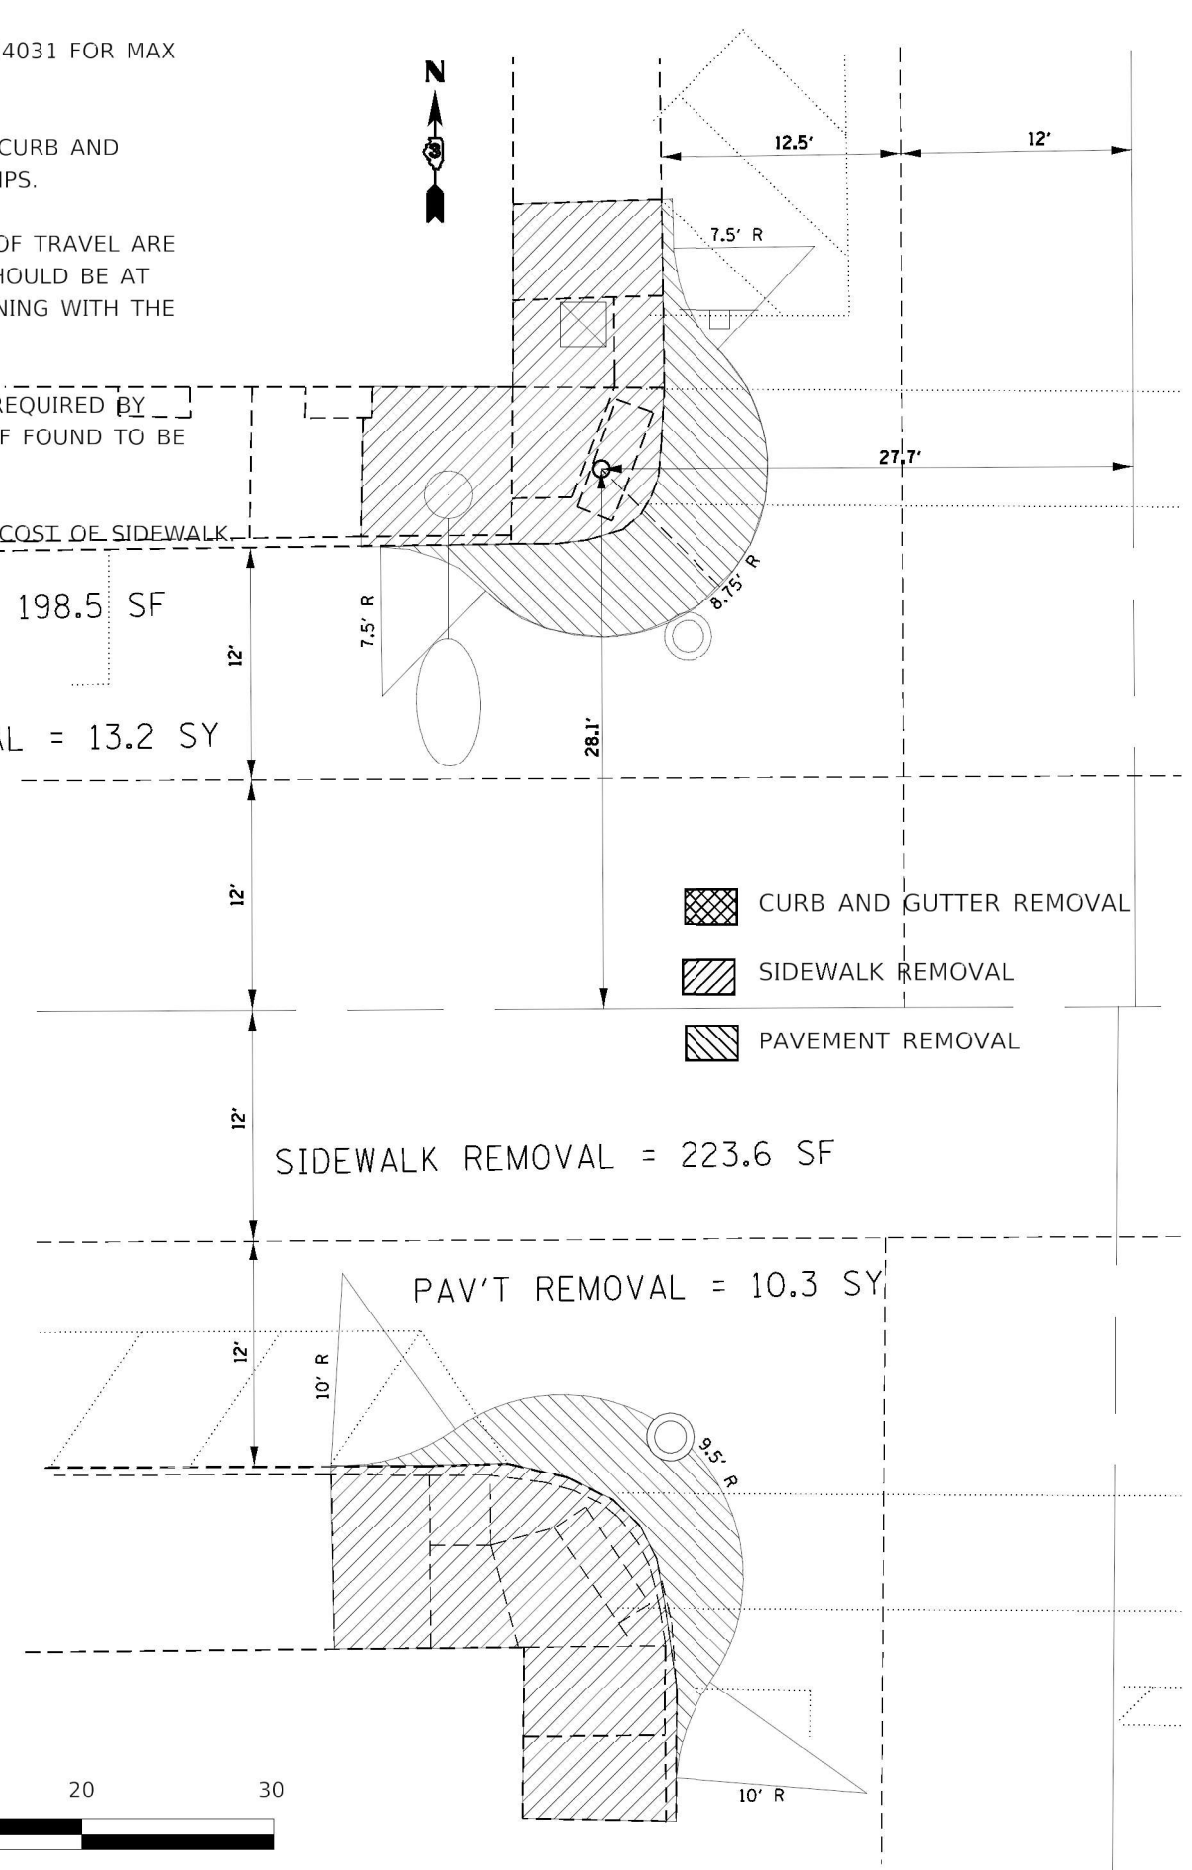 4031 FOR MAX
N
CURB AND
12.5'
12'
3
IPS.
OF TRAVEL ARE
7.5' R
HOULD BE AT
NING WITH THE
REQUIRED BY
F FOUND TO BE
27.7'
COST OF SIDEWALK.
8.75' R
198.5 SF
7.5' R
12'
28.1'
AL = 13.2 SY
12'
CURB AND GUTTER REMOVAL
SIDEWALK REMOVAL
PAVEMENT REMOVAL
12'
SIDEWALK REMOVAL = 223.6 SF
PAV'T REMOVAL = 10.3 SY
12'
10' R
9.5' R
10' R
20
30